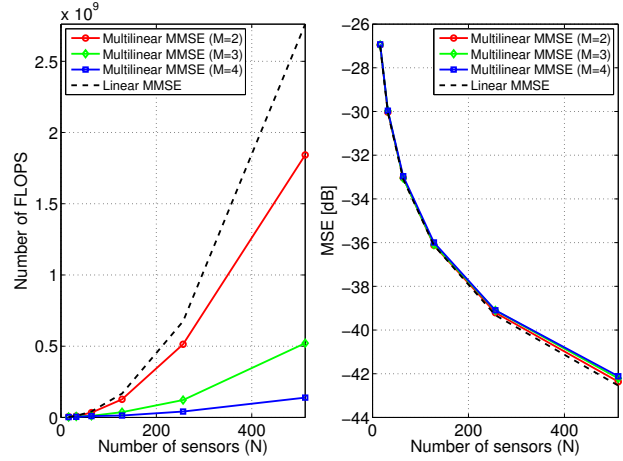 x 10^9
Number of FLOPS
2.5
2
1.5
1
0.5
0
0
200
400
Number of sensors (N)
Multilinear MMSE (M=2)
Multilinear MMSE (M=3)
Multilinear MMSE (M=4)
Linear MMSE
MSE [dB]
−26
−28
−30
−32
−34
−36
−38
−40
−42
−44
0
200
400
Number of sensors (N)
Multilinear MMSE (M=2)
Multilinear MMSE (M=3)
Multilinear MMSE (M=4)
Linear MMSE